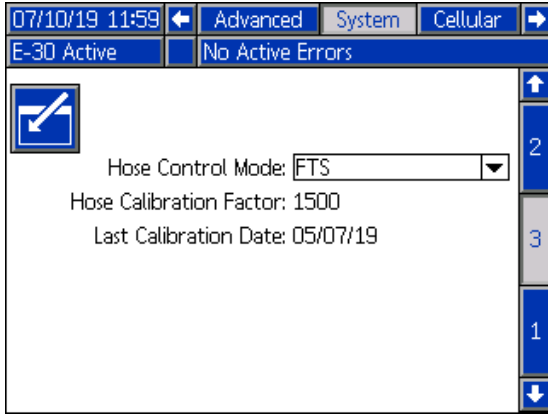 07/10/19 11:59 Advanced System Cellular
E-30 Active No Active Errors
2
Hose Control Mode: FTS
Hose Calibration Factor: 1500
Last Calibration Date: 05/07/19
3
1